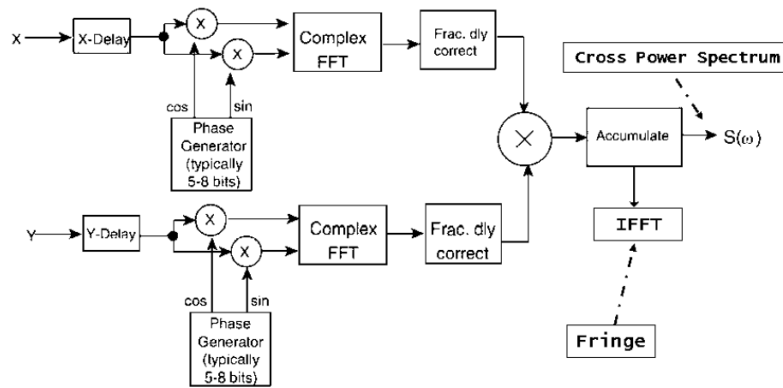 X
X-Delay
X
X
cos
sin
Phase
Generator
(typically
5-8 bits)
Complex
FFT
Frac. dly
correct
X
Cross Power Spectrum
Accumulate
S(ω)
IFFT
Fringe
Y
Y-Delay
X
X
cos
sin
Phase
Generator
(typically
5-8 bits)
Complex
FFT
Frac. dly
correct